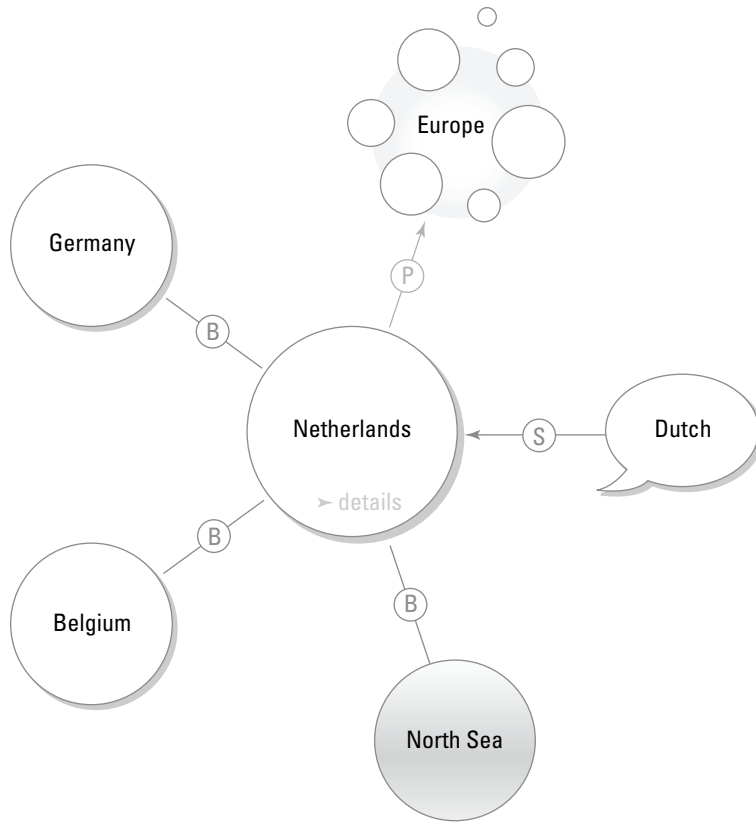 Europe
Germany
P
B
Netherlands
S
Dutch
► details
B
B
Belgium
North Sea